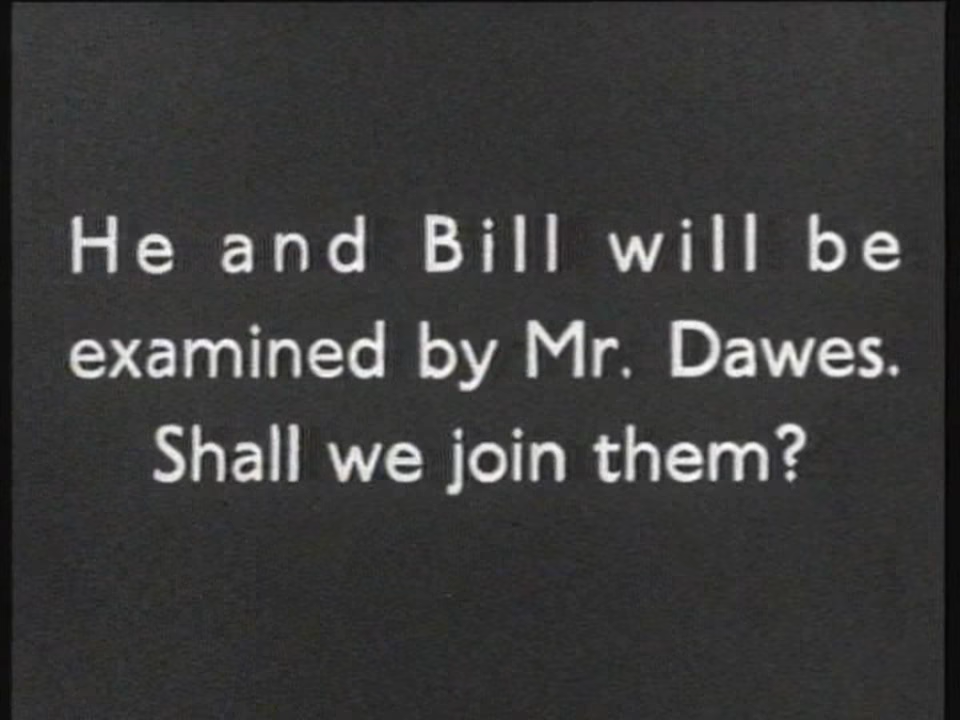 He and Bill will be
examined by Mr. Dawes.
Shall we join them?